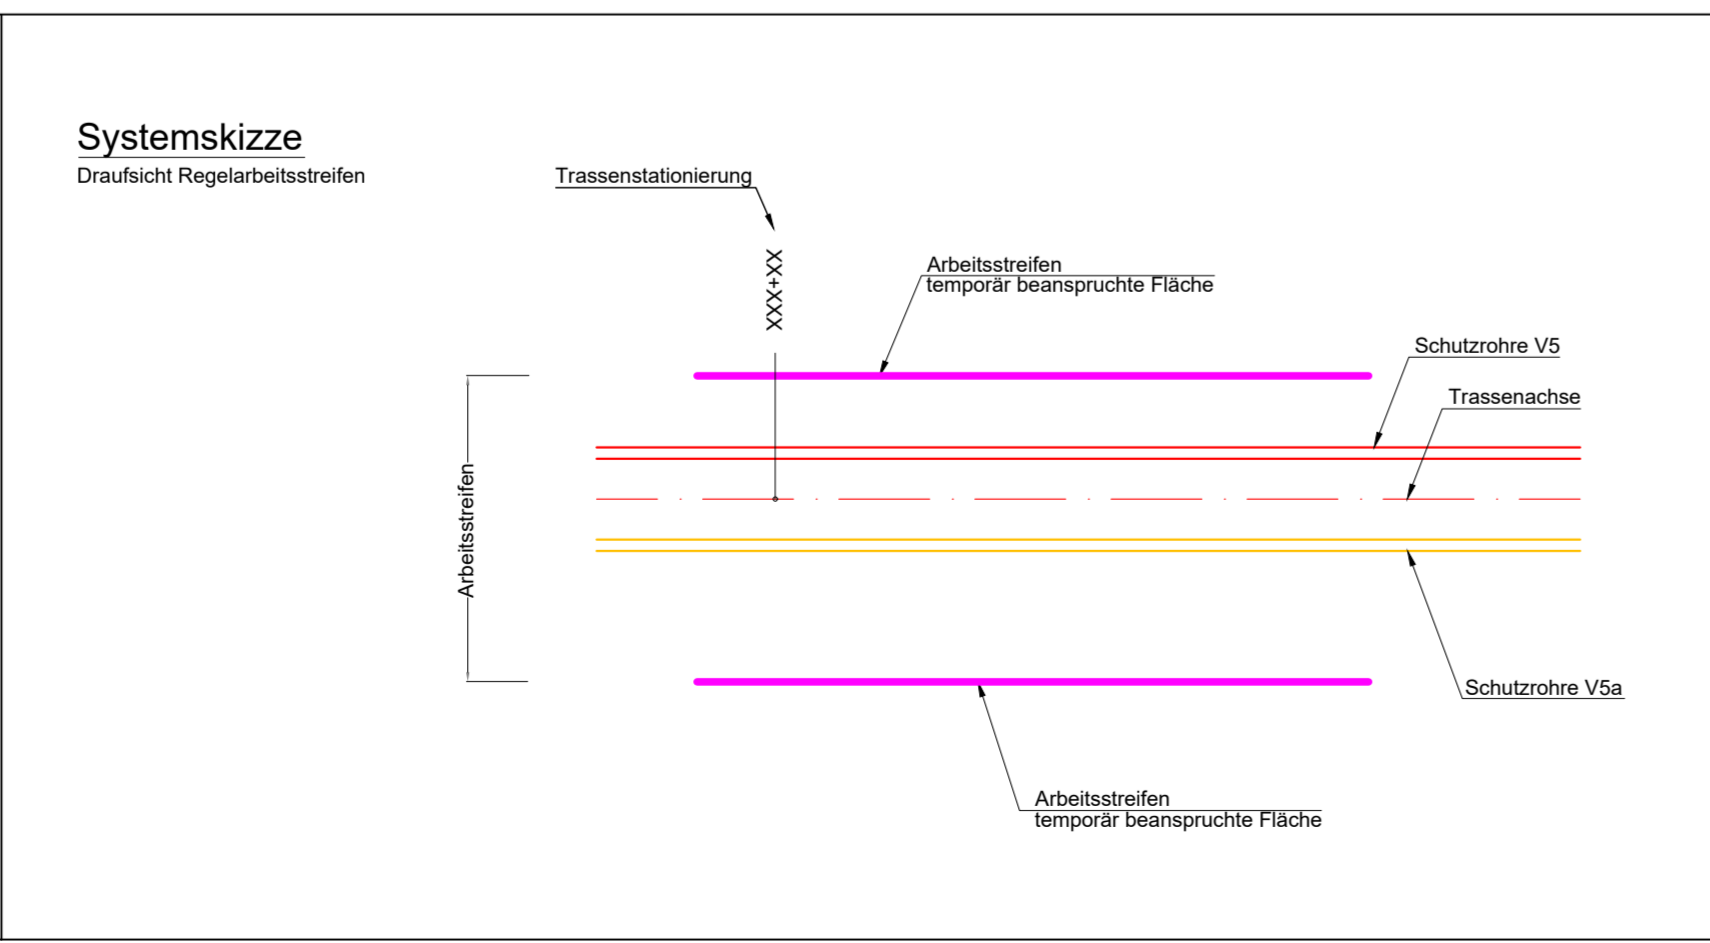 Systemskizze
Draufsicht Regelarbeitsstreifen
Trassenstationierung
XXX+XX
Arbeitsstreifen
temporär beanspruchte Fläche
Schutzrohre V5
Trassenachse
Arbeitsstreifen
Schutzrohre V5a
Arbeitsstreifen
temporär beanspruchte Fläche